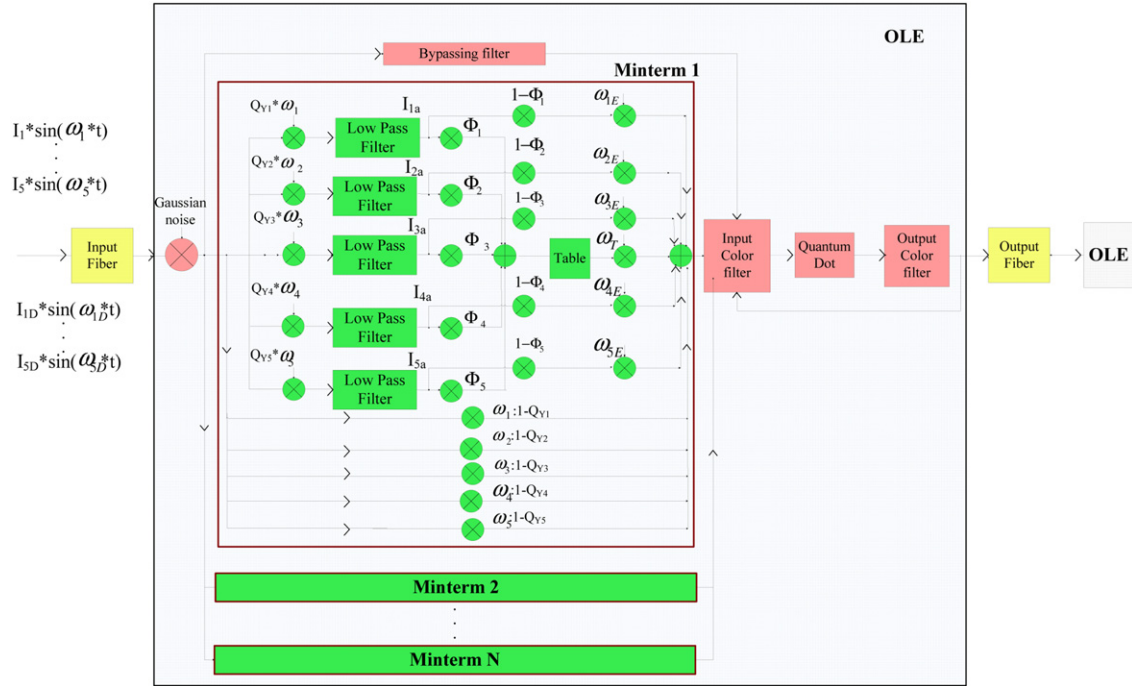 OLE
Bypassing filter
Minterm 1
I1*sin(ω1*t)
.
.
I5*sin(ω5*t)
Gaussian
noise
Input
Fiber
I1D*sin(ω1D*t)
.
.
I5D*sin(ω5D*t)
QY1*ω1
Low Pass
Filter
I1a
Φ1
1-Φ1
ω1E
QY2*ω2
Low Pass
Filter
I2a
Φ2
1-Φ2
ω2E
QY3*ω3
Low Pass
Filter
I3a
Φ3
1-Φ3
ω3E
Table
ωT
QY4*ω4
Low Pass
Filter
I4a
Φ4
1-Φ4
ω4E
QY5*ω5
Low Pass
Filter
I5a
Φ5
1-Φ5
ω5E
ω1:1-QY1
ω2:1-QY2
ω3:1-QY3
ω4:1-QY4
ω5:1-QY5
Input
Color
filter
Quantum
Dot
Output
Color
filter
Output
Fiber
OLE
Minterm 2
Minterm N